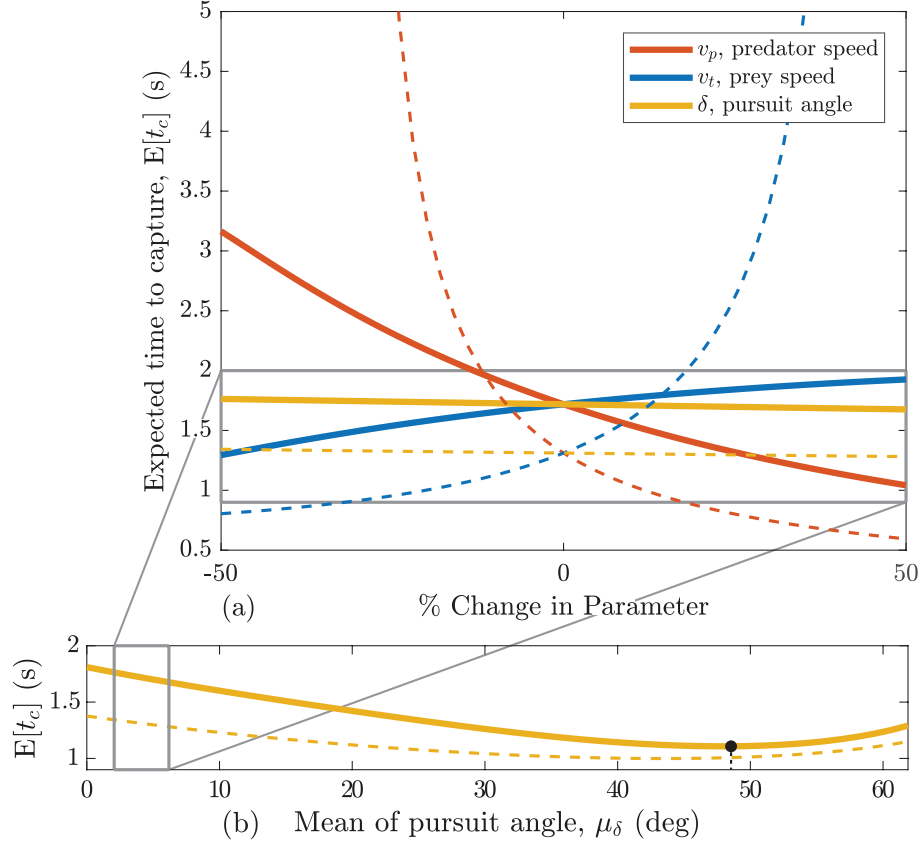 5
4.5
4
3.5
3
2.5
2
1.5
1
0.5
Expected time to capture, E[t_c] (s)
v_p, predator speed
v_t, prey speed
δ, pursuit angle
-50 0 50
(a) % Change in Parameter
2
1.5
1
E[t_c] (s)
0 10 20 30 40 50 60
(b) Mean of pursuit angle, μ_δ (deg)